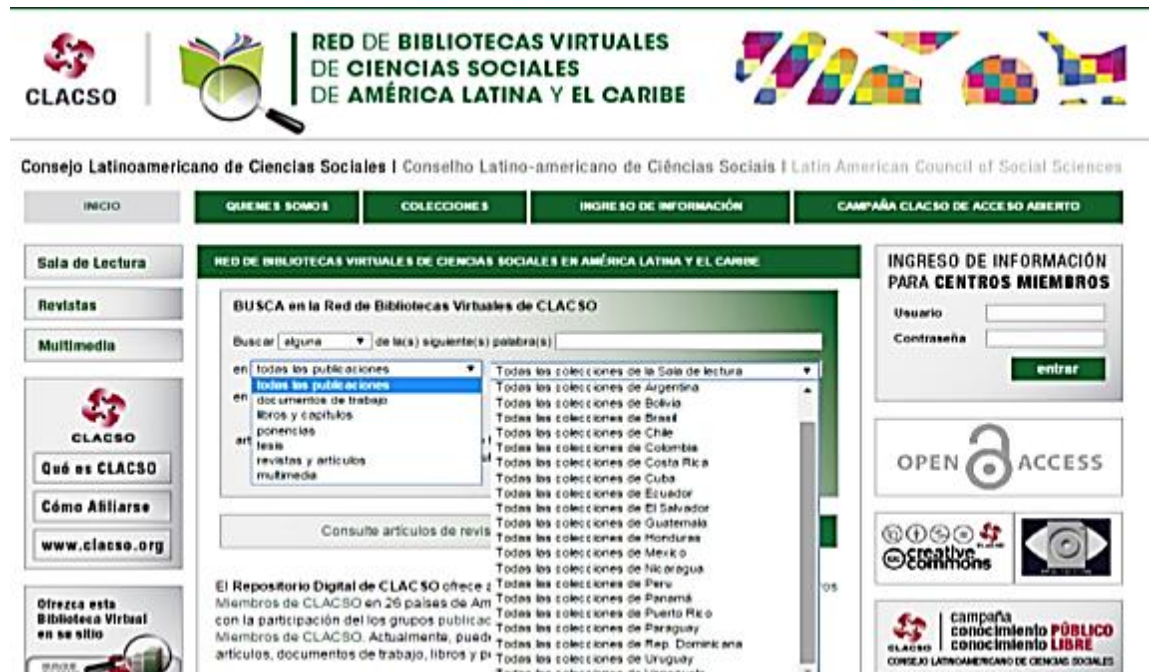 CLACSO
RED DE BIBLIOTECAS VIRTUALES
DE CIENCIAS SOCIALES
DE AMÉRICA LATINA Y EL CARIBE
Consejo Latinoamericano de Ciencias Sociales I Conselho Latino-americano de Ciências Sociais I Latin American Council of Social Sciences
INICIO
QUIENES SOMOS
COLECCIONES
INGRESO DE INFORMACIÓN
CAMPAÑA CLACSO DE ACCESO ABIERTO
Sala de Lectura
Revistas
Multimedia
CLACSO
Qué es CLACSO
Cómo Afiliarse
www.clacso.org
Ofrezca esta
Biblioteca Virtual
en su sitio
RED DE BIBLIOTECAS VIRTUALES DE CIENCIAS SOCIALES EN AMÉRICA LATINA Y EL CARIBE
BUSCA en la Red de Bibliotecas Virtuales de CLACSO
Buscar alguna de la(s) siguiente(s) palabra(s)
en todas las publicaciones
todas las publicaciones
en documentos de trabajo
libros y capítulos
ponencias
art
tesis
revistas y artículos
multimedia
Todas las colecciones de la Sala de lectura
Todas las colecciones de Argentina
Todas las colecciones de Bolivia
Todas las colecciones de Brasil
Todas las colecciones de Chile
Todas las colecciones de Colombia
Todas las colecciones de Costa Rica
Todas las colecciones de Cuba
Todas las colecciones de Ecuador
Todas las colecciones de El Salvador
Todas las colecciones de Guatemala
Todas las colecciones de Honduras
Todas las colecciones de Mexico
Todas las colecciones de Nicaragua
Todas las colecciones de Peru
Todas las colecciones de Panamá
Todas las colecciones de Puerto Rico
Todas las colecciones de Paraguay
Todas las colecciones de Rep. Dominicana
Todas las colecciones de Uruguay
Consulte artículos de revis
El Repositorio Digital de CLACSO ofrece a
Miembros de CLACSO en 26 países de Am
con la participación del los grupos publicac
Miembros de CLACSO. Actualmente, pued
artículos, documentos de trabajo, libros y p
INGRESO DE INFORMACIÓN
PARA CENTROS MIEMBROS
Usuario
Contraseña
entrar
OPEN ACCESS
creative
commons
CLACSO
campaña
conocimiento PÚBLICO
conocimiento LIBRE
CONSEJO LATINOAMERICANO DE CIENCIAS SOCIALES